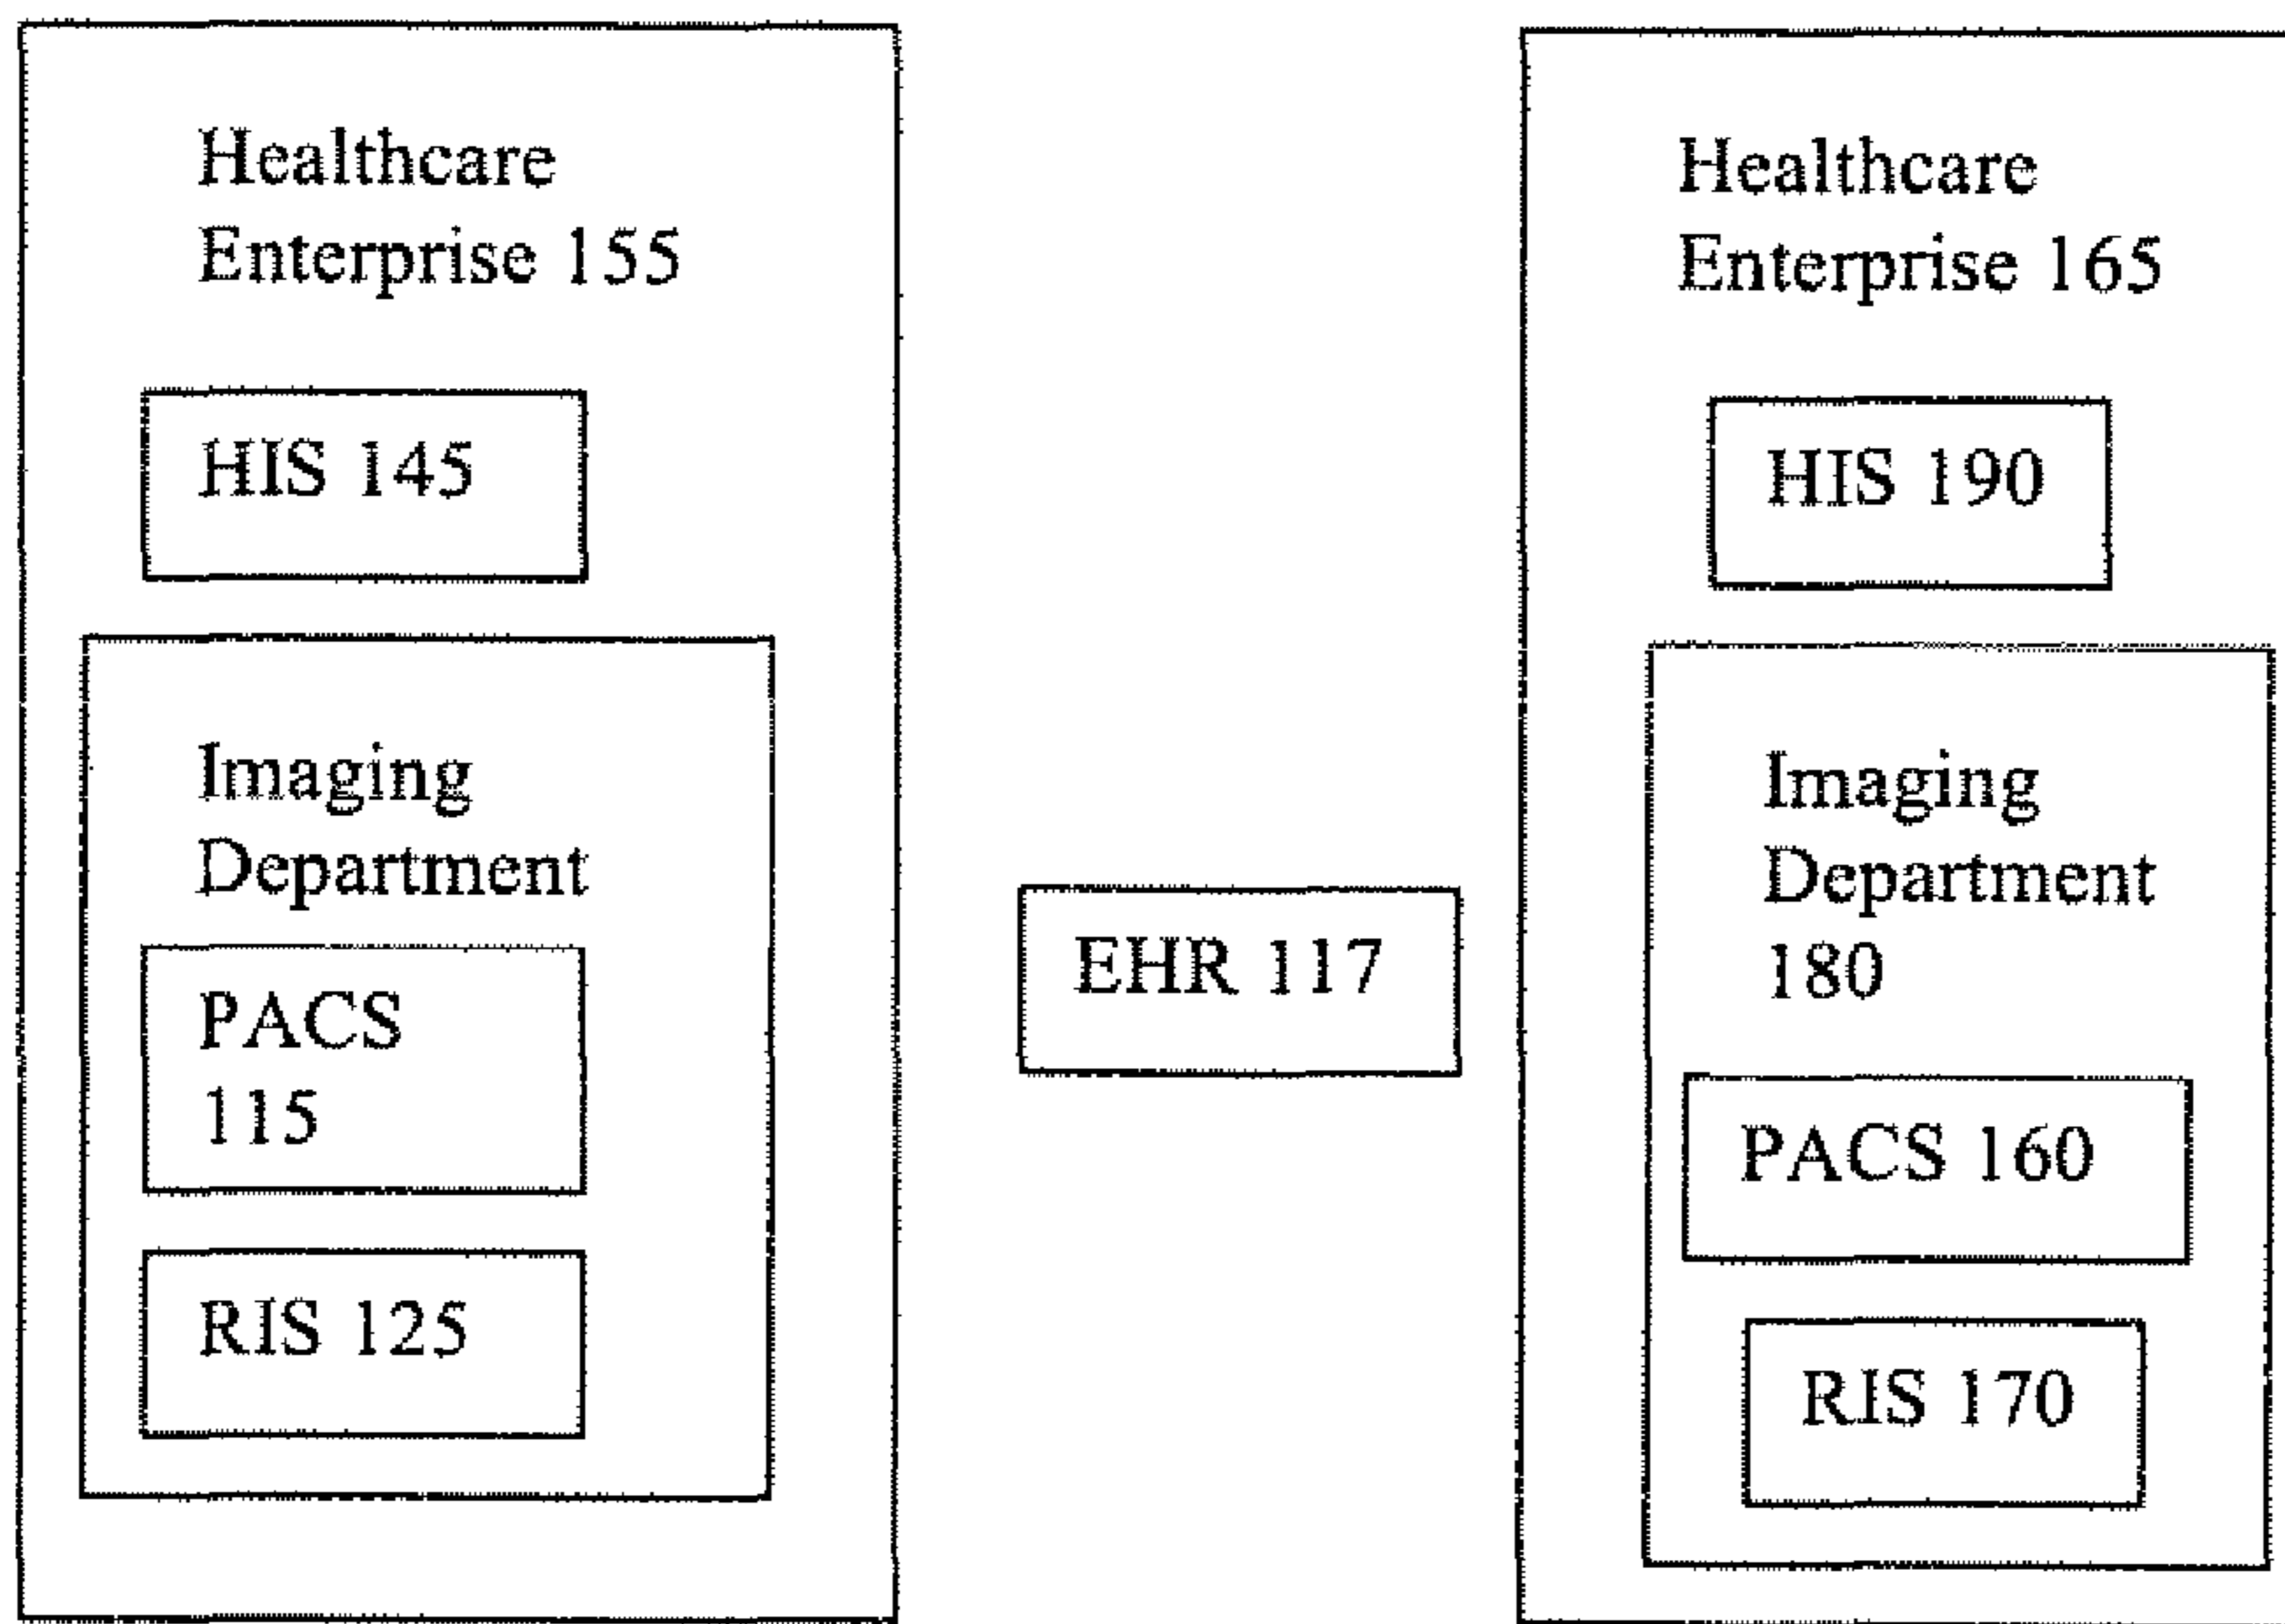 Healthcare
Enterprise 155
HIS 145
Imaging
Department
PACS
115
RIS 125
EHR 117
Healthcare
Enterprise 165
HIS 190
Imaging
Department
180
PACS 160
RIS 170